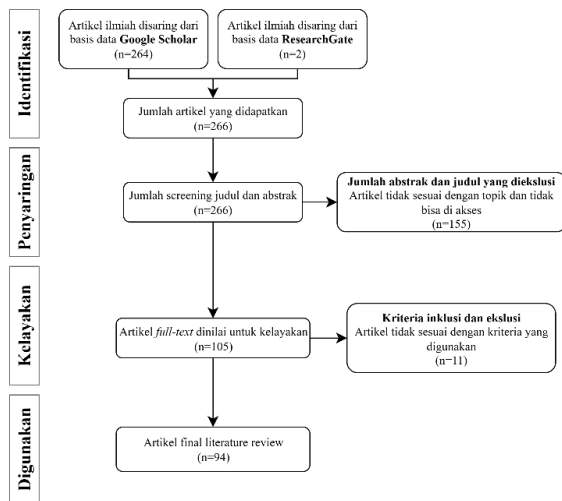 Identifikasi
Artikel ilmiah disaring dari
basis data Google Scholar
(n=264)
Artikel ilmiah disaring dari
basis data ResearchGate
(n=2)
Jumlah artikel yang didapatkan
(n=266)
Penyaringan
Jumlah screening judul dan abstrak
(n=266)
Jumlah abstrak dan judul yang diekslusi
Artikel tidak sesuai dengan topik dan tidak
bisa di akses
(n=155)
Kelayakan
Artikel full-text dinilai untuk kelayakan
(n=105)
Kriteria inklusi dan ekslusi
Artikel tidak sesuai dengan kriteria yang
digunakan
(n=11)
Digunakan
Artikel final literature review
(n=94)